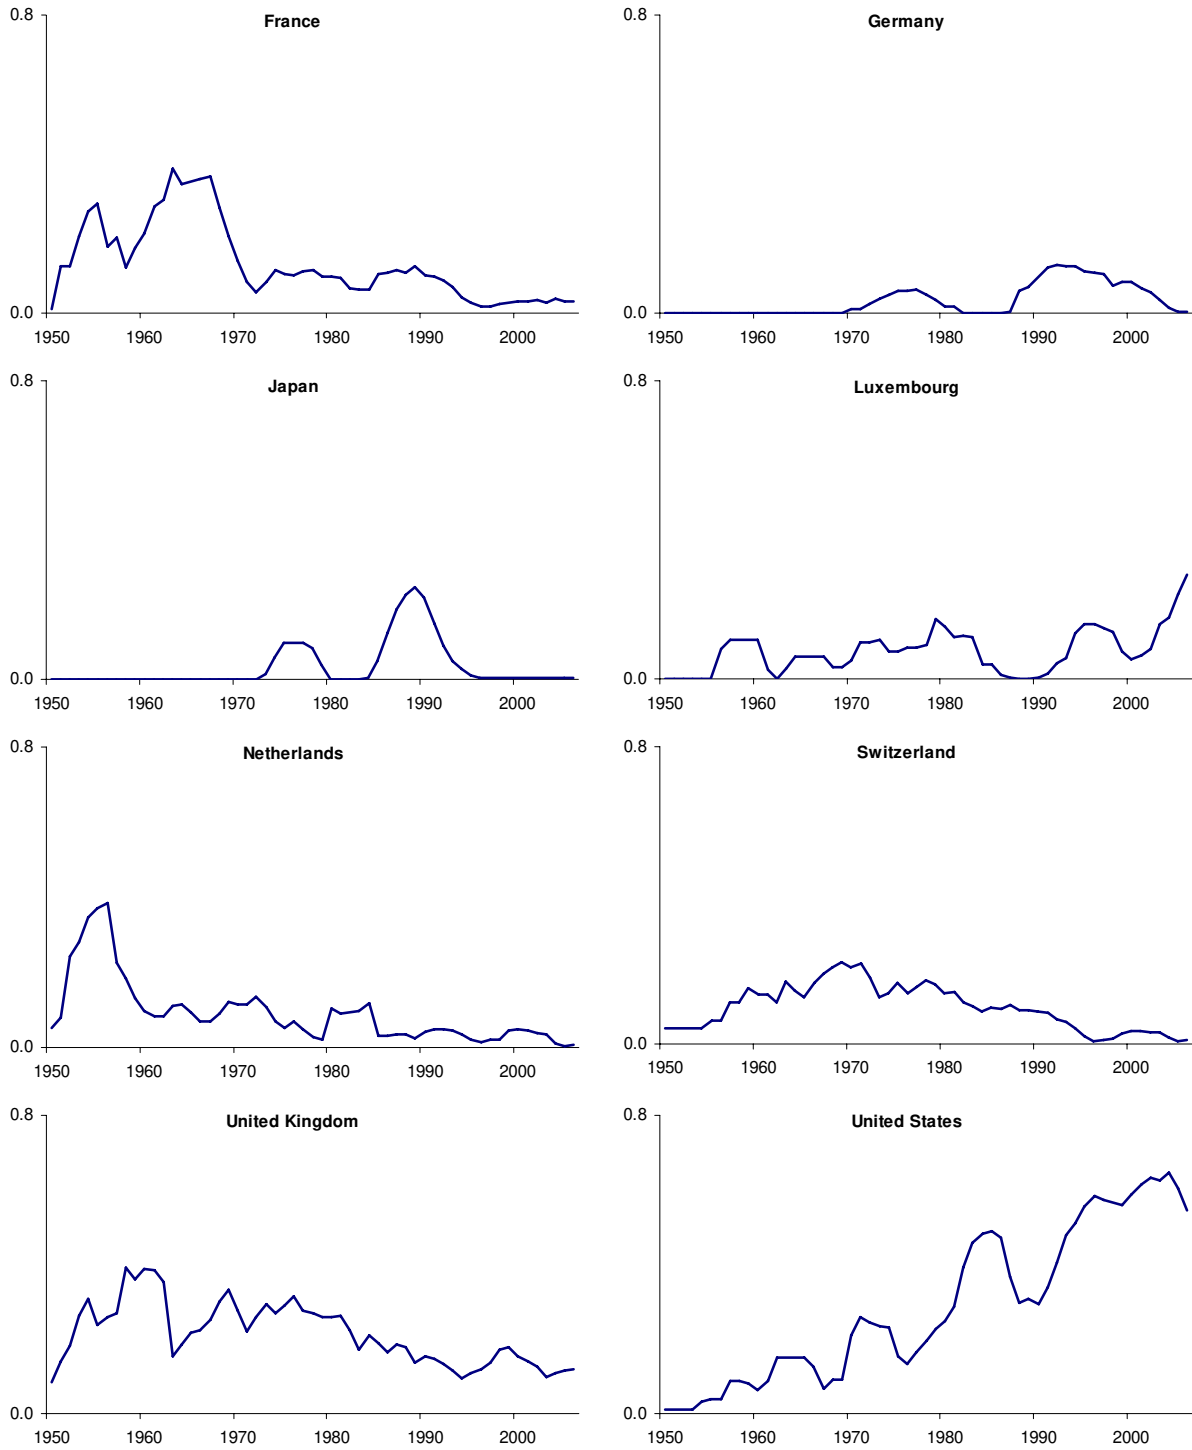 0.8 France
0.0
1950 1960 1970 1980 1990 2000
0.8 Germany
0.0
1950 1960 1970 1980 1990 2000
0.8 Japan
0.0
1950 1960 1970 1980 1990 2000
0.8 Luxembourg
0.0
1950 1960 1970 1980 1990 2000
0.8 Netherlands
0.0
1950 1960 1970 1980 1990 2000
0.8 Switzerland
0.0
1950 1960 1970 1980 1990 2000
0.8 United Kingdom
0.0
1950 1960 1970 1980 1990 2000
0.8 United States
0.0
1950 1960 1970 1980 1990 2000